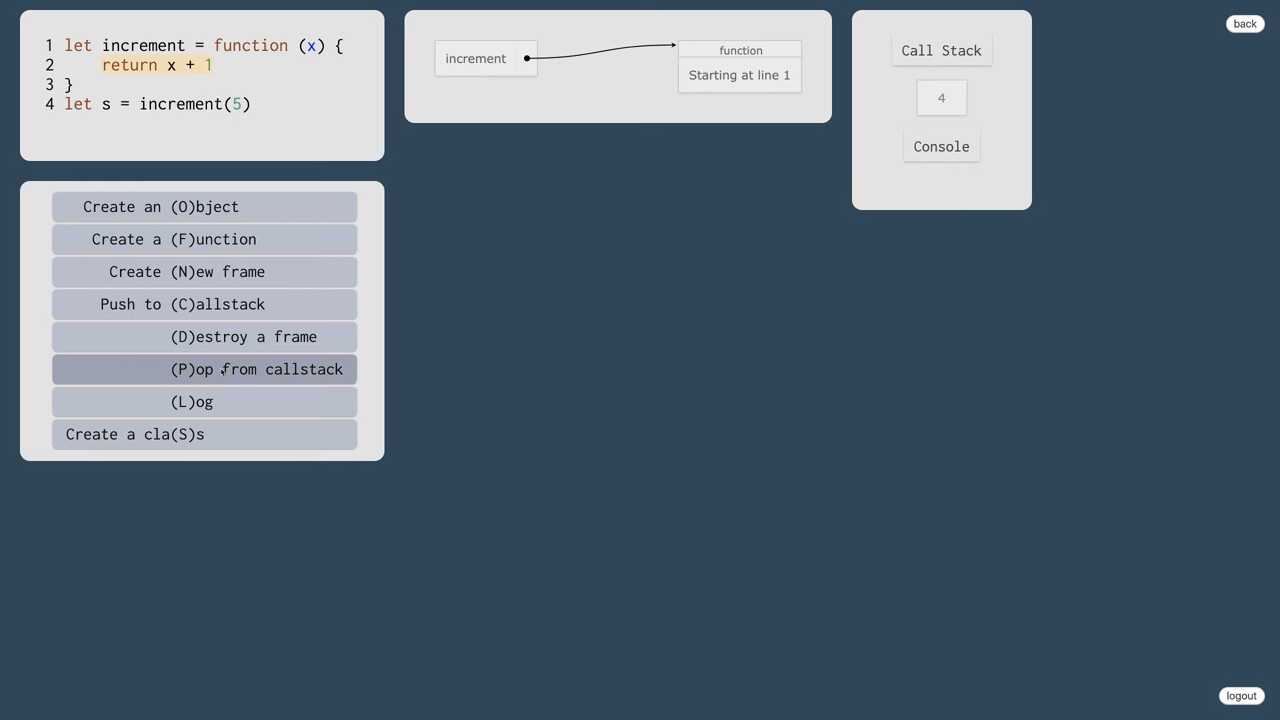 1 let increment = function (x) {
2     return x + 1
3 }
4 let s = increment(5)
Create an (O)bject
Create a (F)unction
Create (N)ew frame
Push to (C)allstack
(D)estroy a frame
(P)op from callstack
(L)og
Create a cla(S)s
increment
function
Starting at line 1
Call Stack
4
Console
back
logout